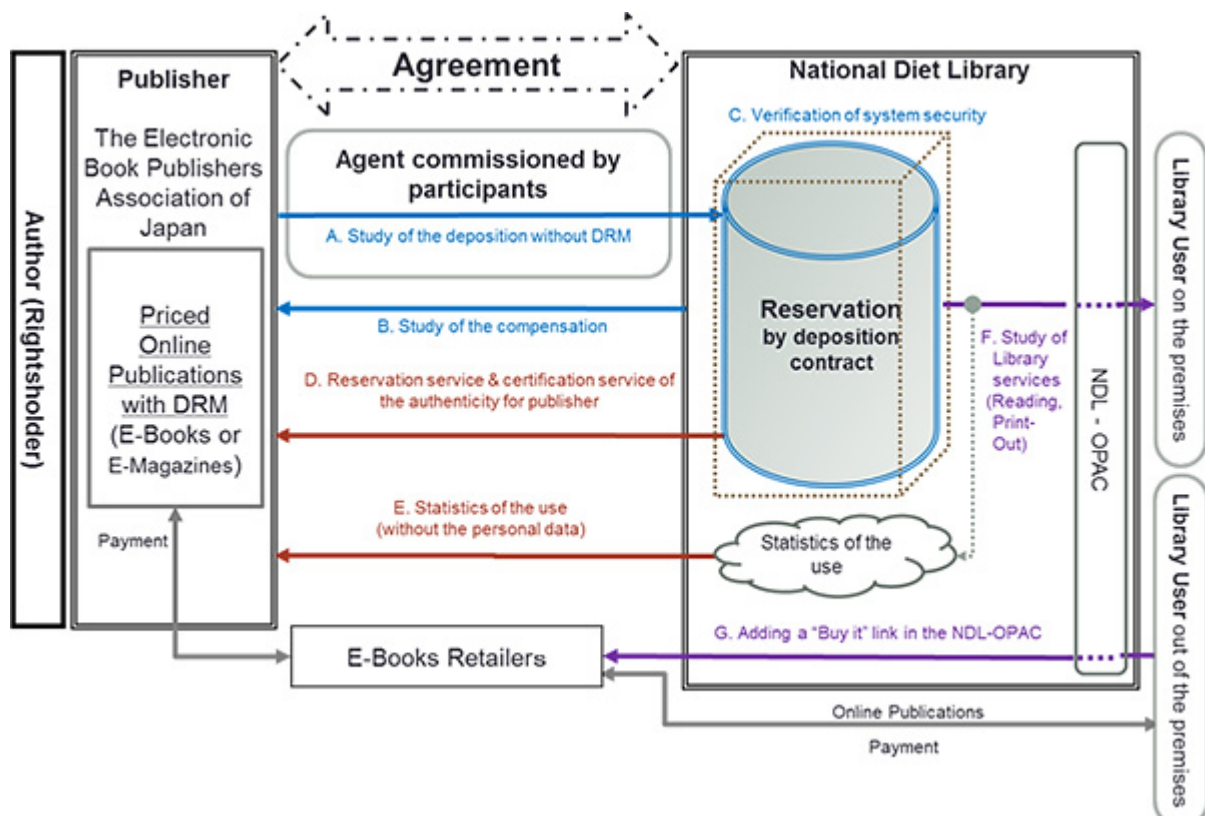 Author (Rightsholder)
Publisher
The Electronic
Book Publishers
Association of
Japan
Priced
Online
Publications
with DRM
(E-Books or
E-Magazines)
Payment
Agreement
Agent commissioned by
participants
A. Study of the deposition without DRM
B. Study of the compensation
D. Reservation service & certification service of
the authenticity for publisher
E. Statistics of the use
(without the personal data)
E-Books Retailers
National Diet Library
C. Verification of system security
Reservation
by deposition
contract
F. Study of
Library
services
(Reading,
Print-
Out)
Statistics of the
use
G. Adding a "Buy it" link in the NDL-OPAC
NDL - OPAC
Online Publications
Payment
Library User on the premises
Library User out of the premises